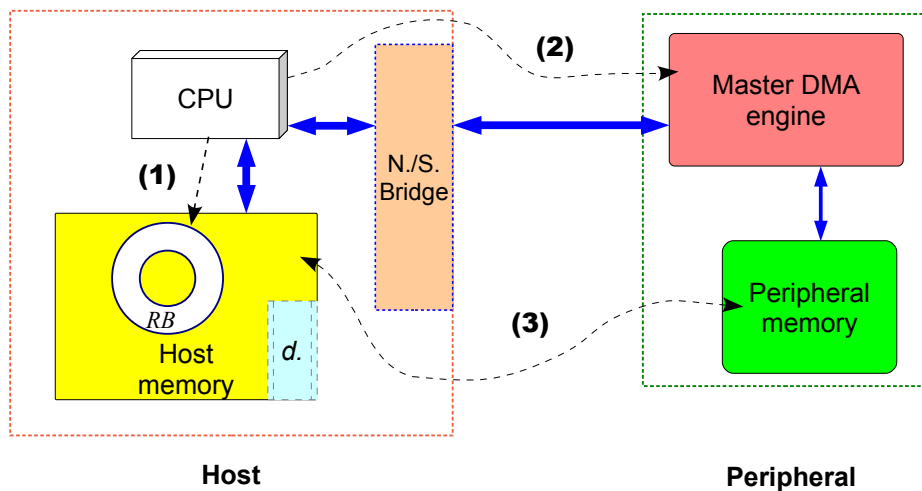 (2)
CPU
Master DMA
engine
N./S.
Bridge
(1)
RB
Host
memory
d.
(3)
Peripheral
memory
Host
Peripheral